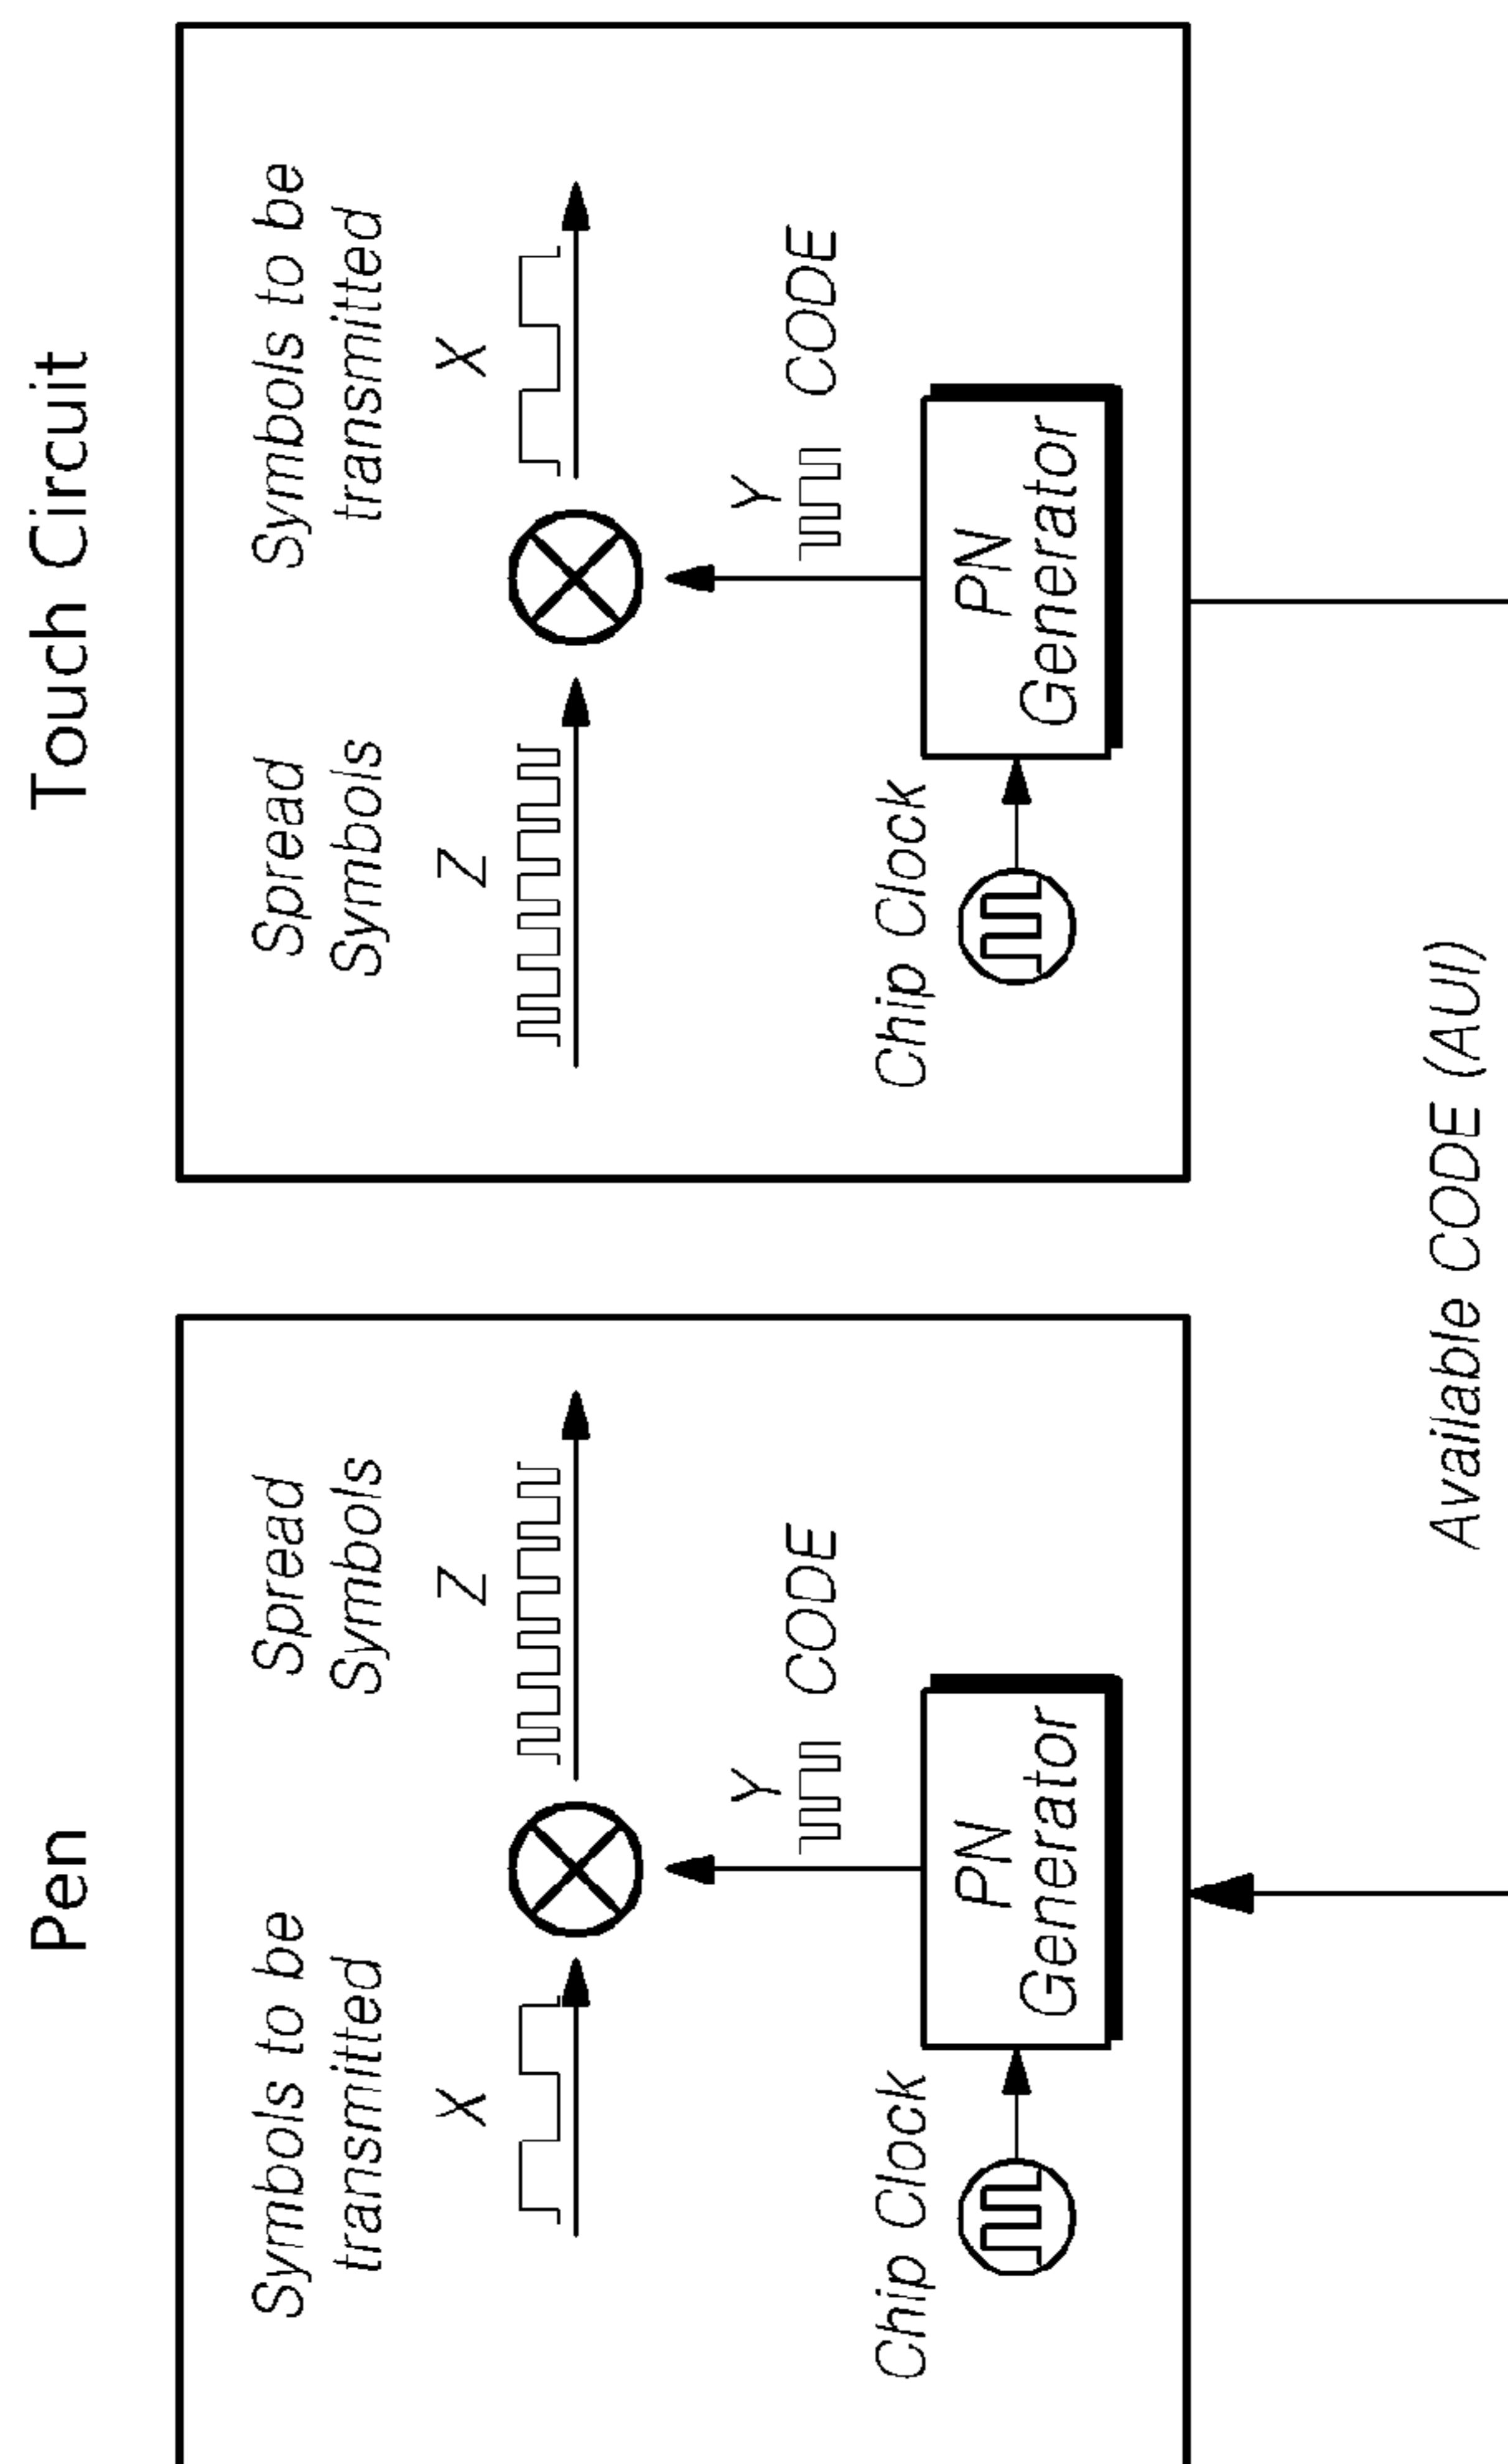 Pen
Symbols to be
transmitted
X
Spread
Symbols
Z
Y
CODE
Chip Clock
PN
Generator
Touch Circuit
Spread
Symbols
Z
Symbols to be
transmitted
X
Y
CODE
Chip Clock
PN
Generator
Available CODE (AUI)